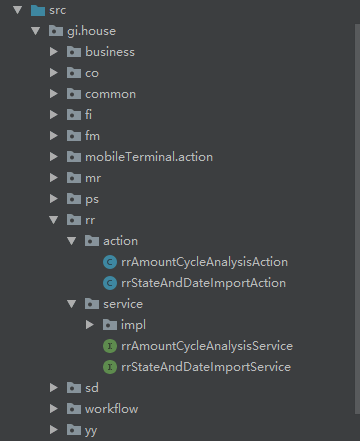 src
gi.house
business
co
common
fi
fm
mobileTerminal.action
mr
ps
rr
action
C rrAmountCycleAnalysisAction
C rrStateAndDateImportAction
service
impl
I rrAmountCycleAnalysisService
I rrStateAndDateImportService
sd
workflow
yy